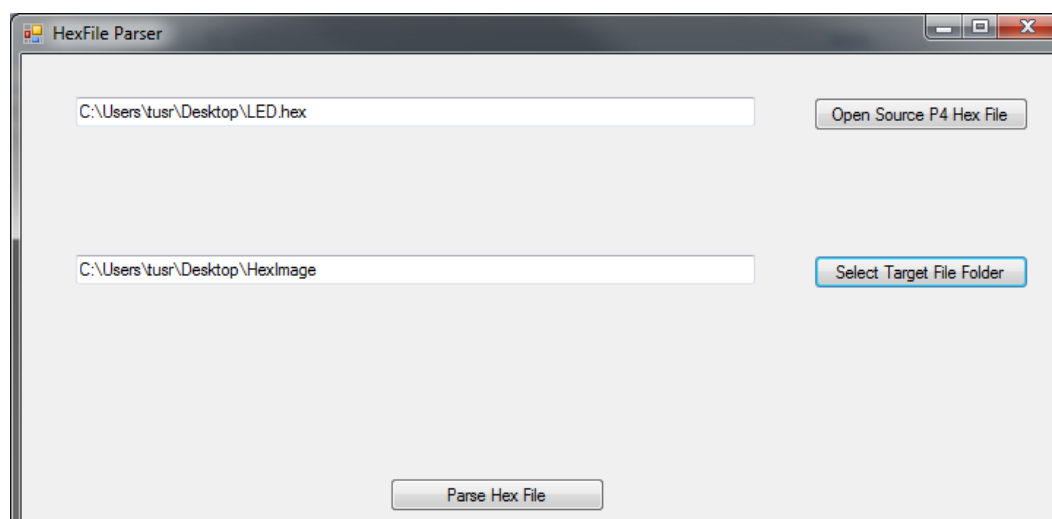 HexFile Parser
C:\Users\tusr\Desktop\LED.hex
Open Source P4 Hex File
C:\Users\tusr\Desktop\HexImage
Select Target File Folder
Parse Hex File